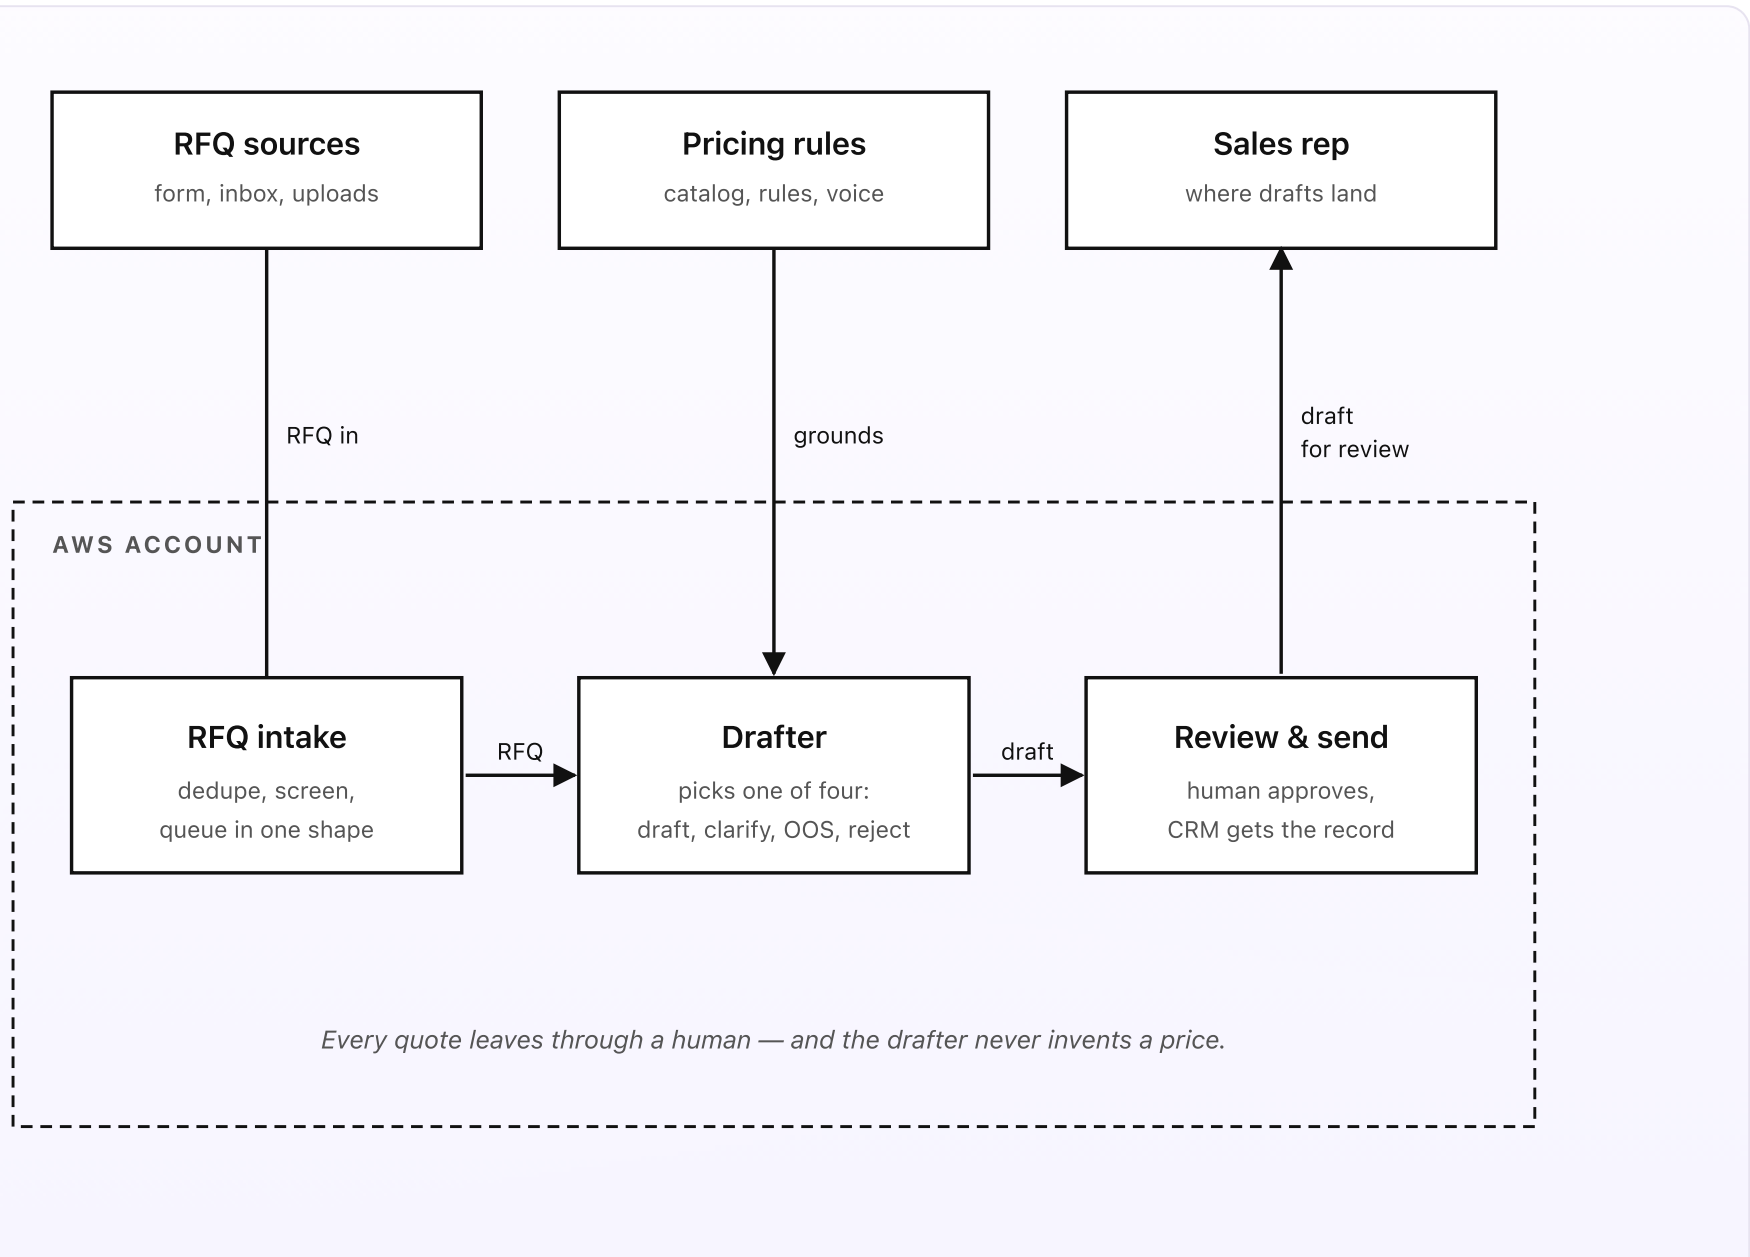 RFQ sources
form, inbox, uploads
Pricing rules
catalog, rules, voice
Sales rep
where drafts land
RFQ in
grounds
draft
for review
AWS ACCOUNT
RFQ intake
dedupe, screen,
queue in one shape
RFQ
Drafter
picks one of four:
draft, clarify, OOS, reject
draft
Review & send
human approves,
CRM gets the record
Every quote leaves through a human — and the drafter never invents a price.